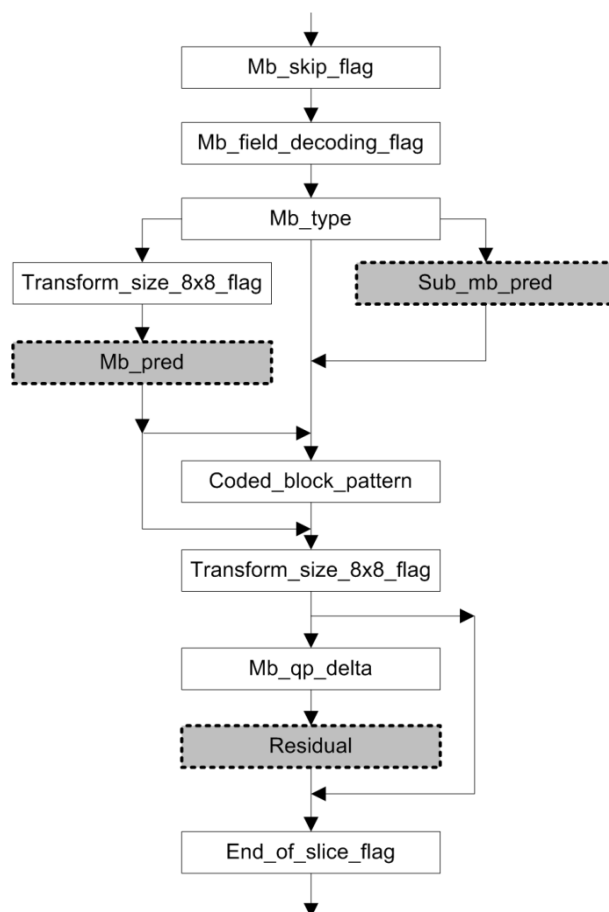 Mb_skip_flag
Mb_field_decoding_flag
Mb_type
Transform_size_8x8_flag
Sub_mb_pred
Mb_pred
Coded_block_pattern
Transform_size_8x8_flag
Mb_qp_delta
Residual
End_of_slice_flag